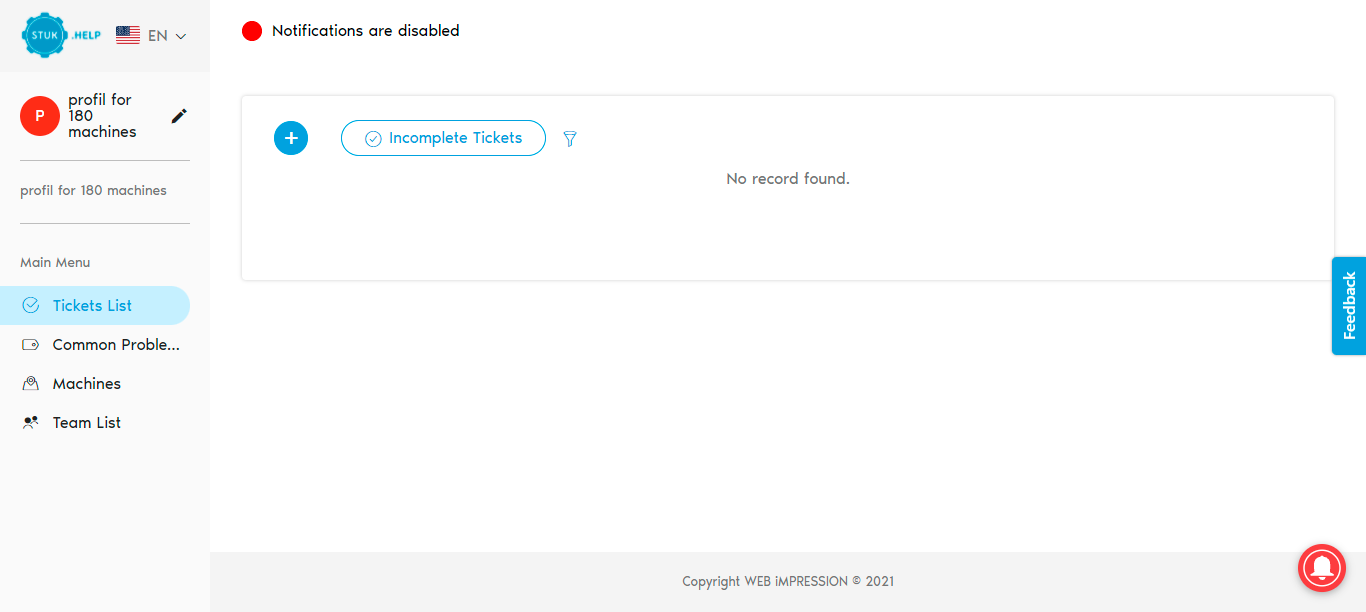 STUK .HELP
EN
Notifications are disabled
P
profil for
180
machines
profil for 180 machines
Main Menu
Tickets List
Common Proble...
Machines
Team List
+
Incomplete Tickets
No record found.
Feedback
Copyright WEB iMPRESSION © 2021